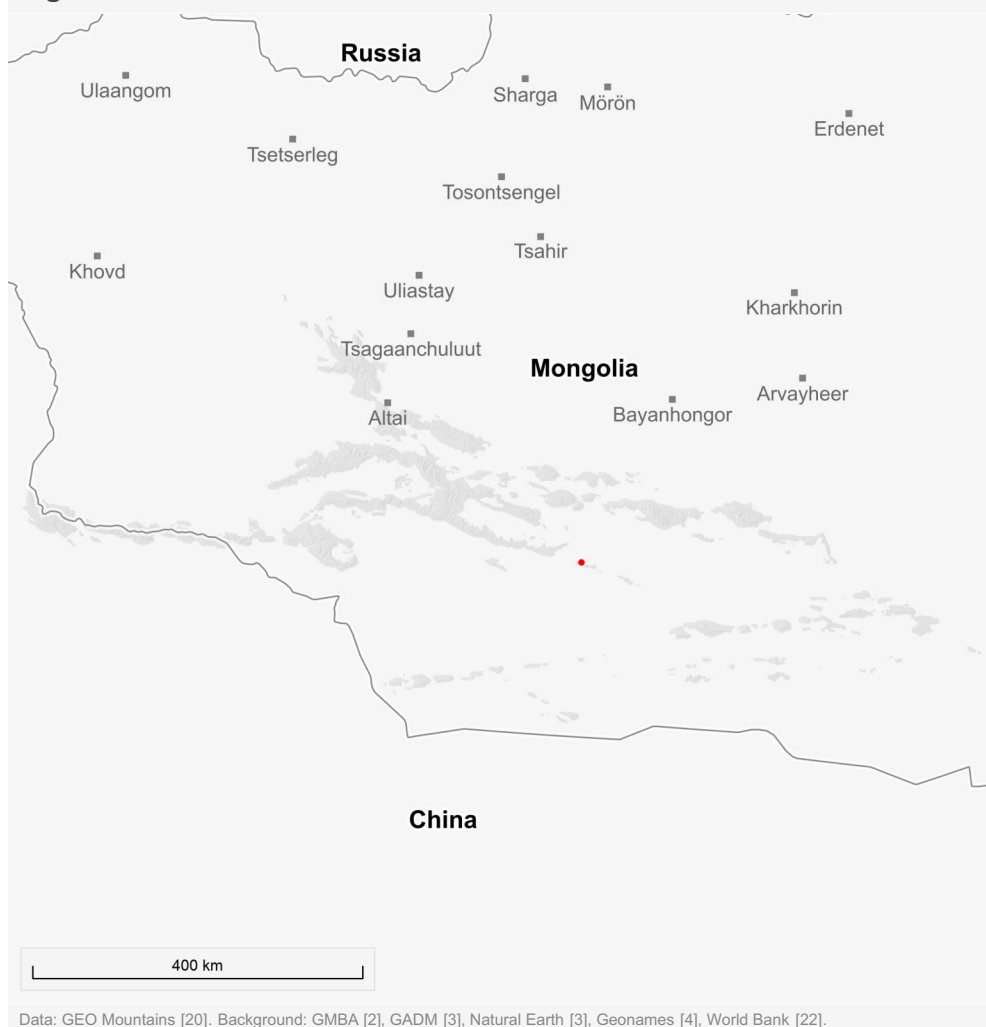 Russia
Ulaangom
Sharga
Mörön
Erdenet
Tsetserleg
Tosontsengel
Tsahir
Khovd
Uliastay
Kharkhorin
Tsagaanchuluut
Mongolia
Altai
Bayanhongor
Arvayheer
China
400 km
Data: GEO Mountains [20]. Background: GMBA [2], GADM [3], Natural Earth [3], Geonames [4], World Bank [22].